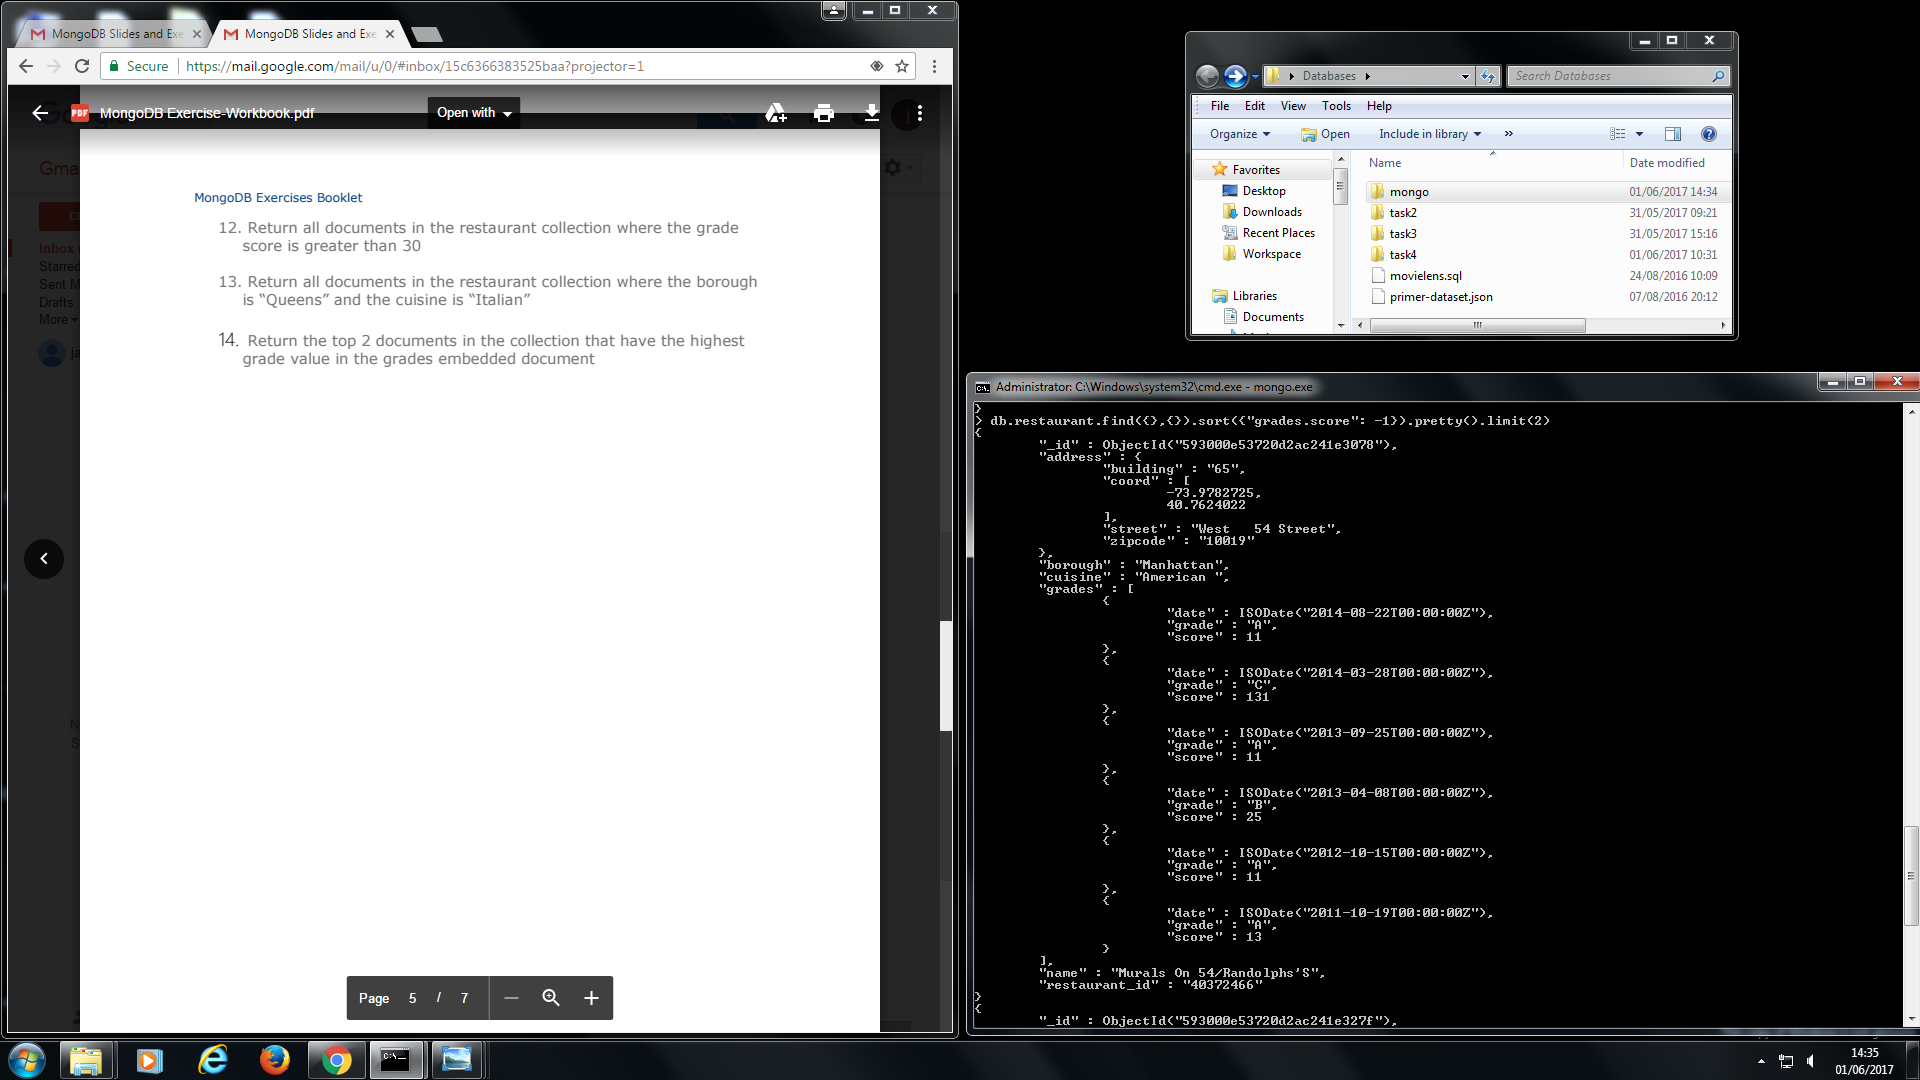 MongoDB Slides and Exe
MongoDB Slides and Exe
Secure
https://mail.google.com/mail/u/0/#inbox/15c6366383525baa?projector=1
PDF
MongoDB Exercise-Workbook.pdf
Open with
Gma
Inbox
Starred
Sent M
Drafts
More
MongoDB Exercises Booklet
12. Return all documents in the restaurant collection where the grade
score is greater than 30
13. Return all documents in the restaurant collection where the borough
is “Queens” and the cuisine is “Italian”
14. Return the top 2 documents in the collection that have the highest
grade value in the grades embedded document
Page 5 / 7
Databases
Search Databases
File Edit View Tools Help
Organize Open Include in library »
Name Date modified
Favorites
Desktop
Downloads
Recent Places
Workspace
Libraries
Documents
mongo 01/06/2017 14:34
task2 31/05/2017 09:21
task3 31/05/2017 15:16
task4 01/06/2017 10:31
movielens.sql 24/08/2016 10:09
primer-dataset.json 07/08/2016 20:12
Administrator: C:\Windows\system32\cmd.exe - mongo.exe
}
> db.restaurant.find({},{}).sort({"grades.score": -1}).pretty().limit(2)
{
"_id" : ObjectId("593000e53720d2ac241e3078"),
"address" : {
"building" : "65",
"coord" : [
-73.9782725,
40.7624022
],
"street" : "West   54 Street",
"zipcode" : "10019"
},
"borough" : "Manhattan",
"cuisine" : "American ",
"grades" : [
{
"date" : ISODate("2014-08-22T00:00:00Z"),
"grade" : "A",
"score" : 11
},
{
"date" : ISODate("2014-03-28T00:00:00Z"),
"grade" : "C",
"score" : 131
},
{
"date" : ISODate("2013-09-25T00:00:00Z"),
"grade" : "A",
"score" : 11
},
{
"date" : ISODate("2013-04-08T00:00:00Z"),
"grade" : "B",
"score" : 25
},
{
"date" : ISODate("2012-10-15T00:00:00Z"),
"grade" : "A",
"score" : 11
},
{
"date" : ISODate("2011-10-19T00:00:00Z"),
"grade" : "A",
"score" : 13
}
],
"name" : "Murals On 54/Randolphs'S",
"restaurant_id" : "40372466"
}
{
"_id" : ObjectId("593000e53720d2ac241e327f"),
14:35
01/06/2017